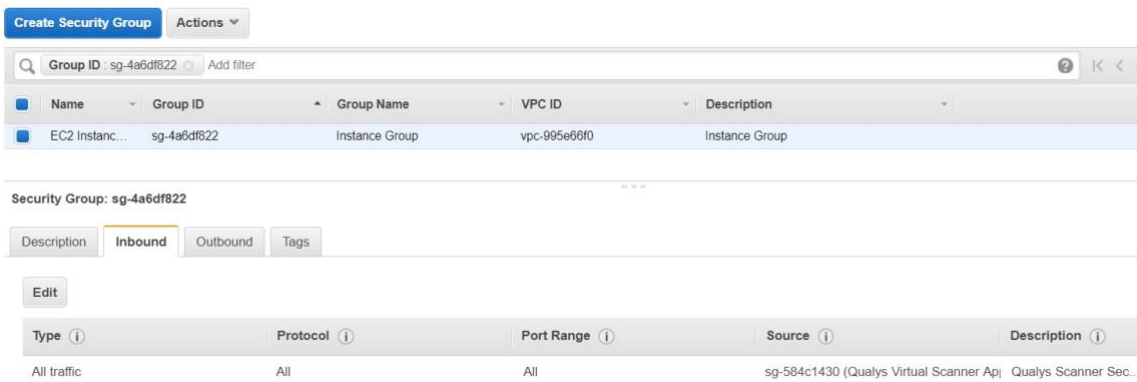 Create Security Group Actions
Group ID : sg-4a6df822 Add filter
Name Group ID Group Name VPC ID Description
EC2 Instanc... sg-4a6df822 Instance Group vpc-995e66f0 Instance Group
Security Group: sg-4a6df822
Description Inbound Outbound Tags
Edit
Type Protocol Port Range Source Description
All traffic All All sg-584c1430 (Qualys Virtual Scanner Ap Qualys Scanner Sec...